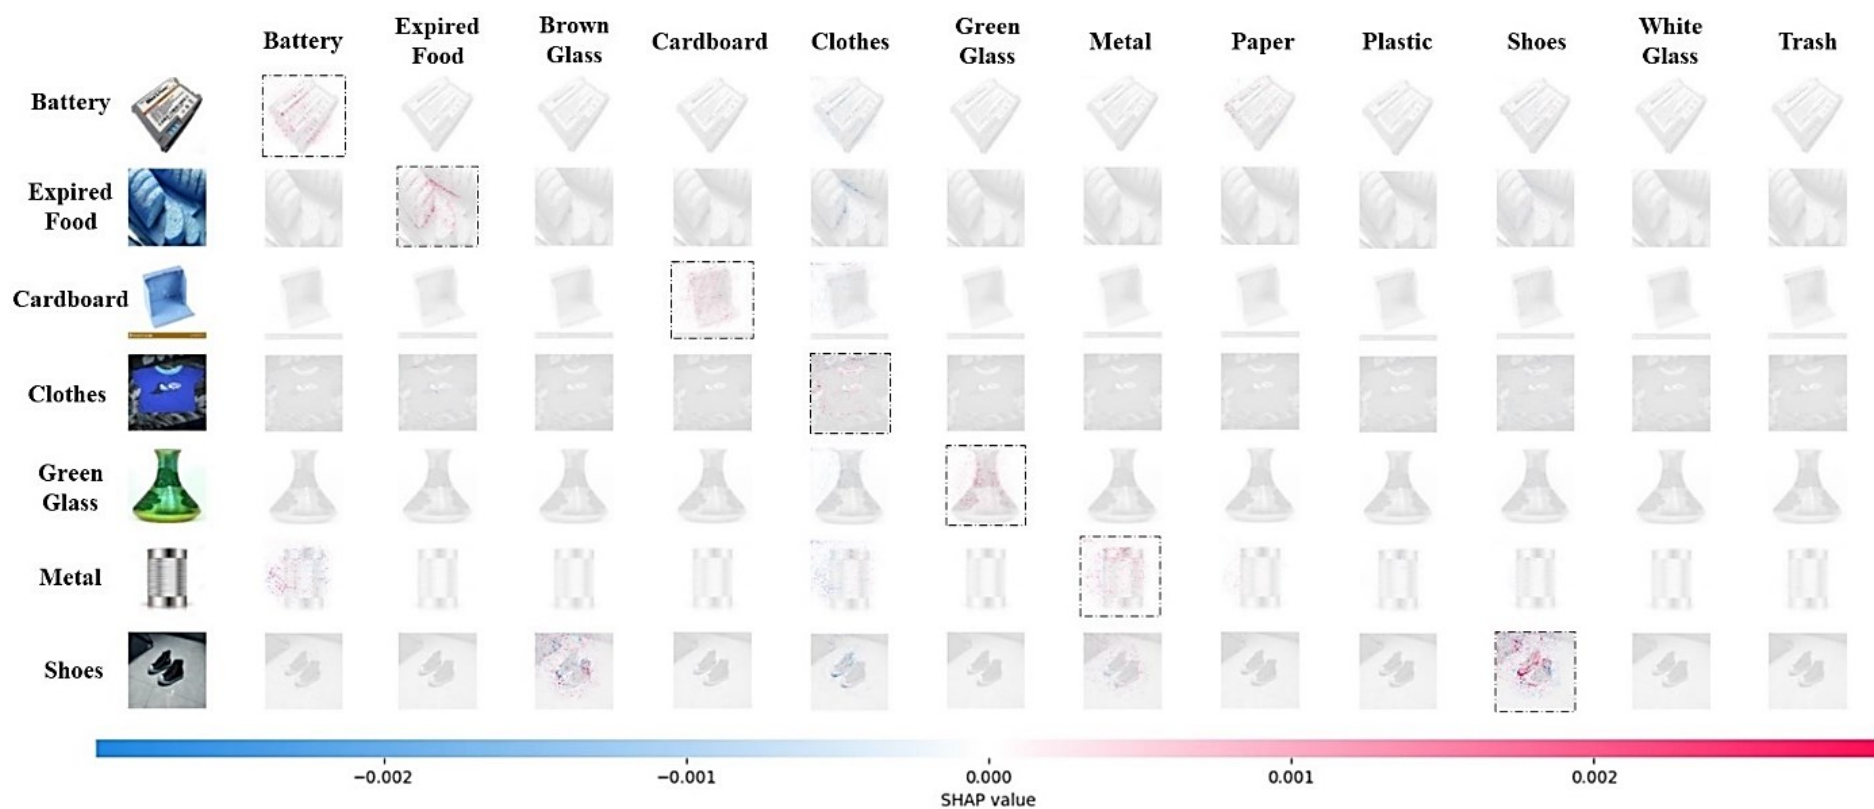 Battery Expired Food Brown Glass Cardboard Clothes Green Glass Metal Paper Plastic Shoes White Glass Trash
Battery
Expired
Food
Cardboard
Clothes
Green
Glass
Metal
Shoes
−0.002 −0.001 0.000 0.001 0.002
SHAP value